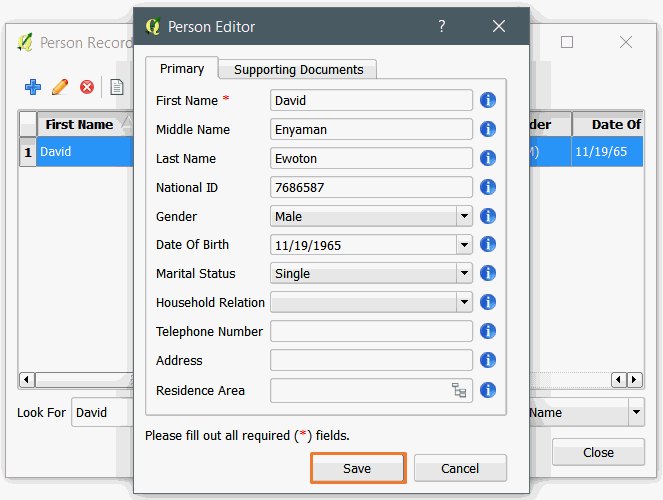 Person Record
Person Editor
?
Primary
Supporting Documents
First Name *
David
Middle Name
Enyaman
Last Name
Ewoton
National ID
7686587
Gender
Male
Date Of Birth
11/19/1965
Marital Status
Single
Household Relation
Telephone Number
Address
Residence Area
Please fill out all required (*) fields.
Save
Cancel
First Name
der
Date Of
1
David
M)
11/19/65
Look For
David
Name
Close